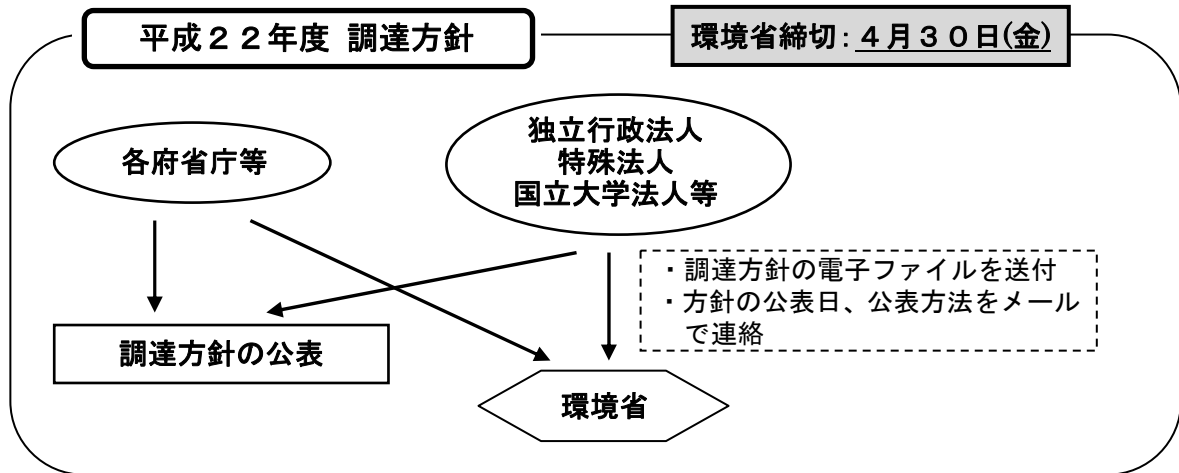 平成２２年度 調達方針
環境省締切：４月３０日(金)
各府省庁等
独立行政法人
特殊法人
国立大学法人等
・調達方針の電子ファイルを送付
・方針の公表日、公表方法をメール
で連絡
調達方針の公表
環境省